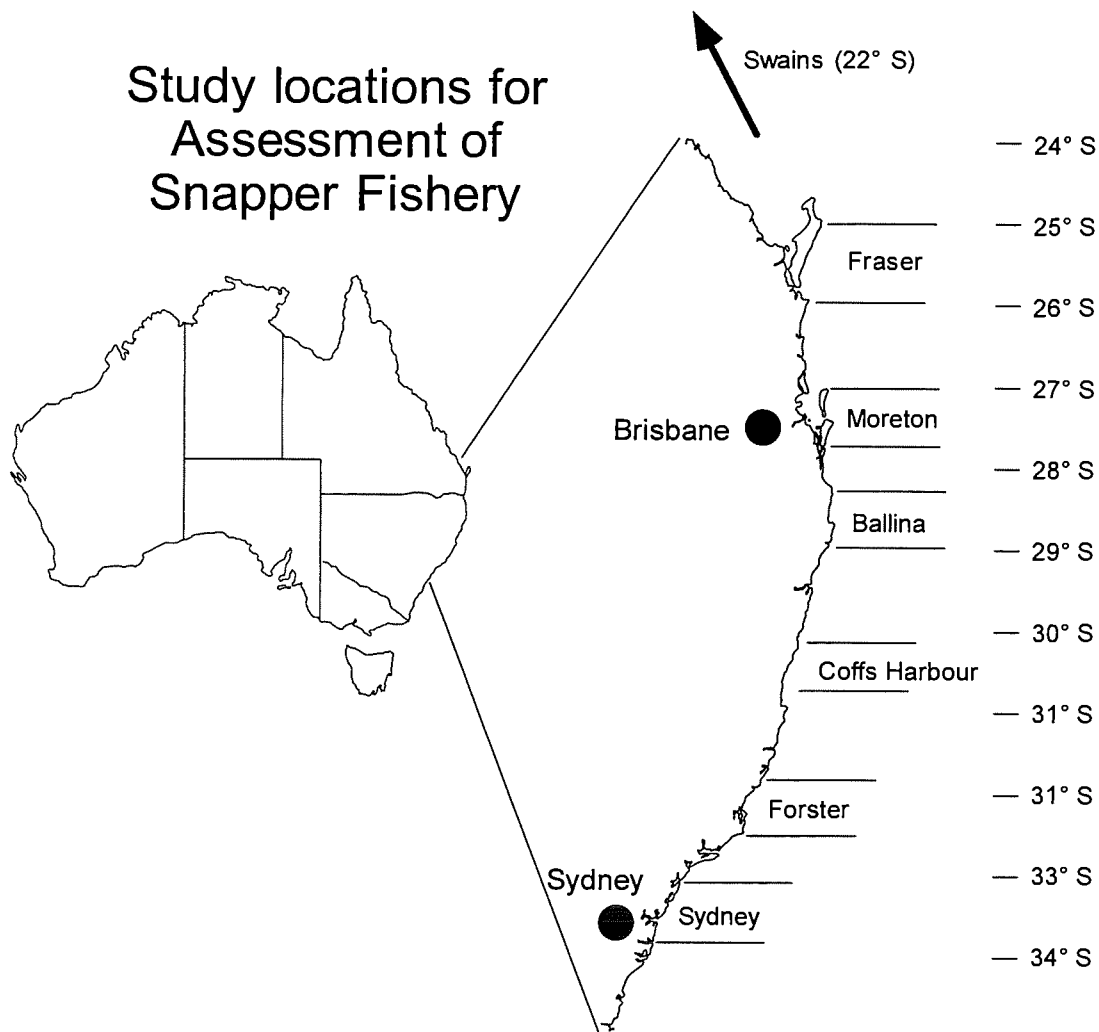 Study locations for
Assessment of
Snapper Fishery
Swains (22° S)
24° S
25° S
Fraser
26° S
27° S
Moreton
Brisbane
28° S
Ballina
29° S
30° S
Coffs Harbour
31° S
31° S
Forster
33° S
Sydney
Sydney
34° S